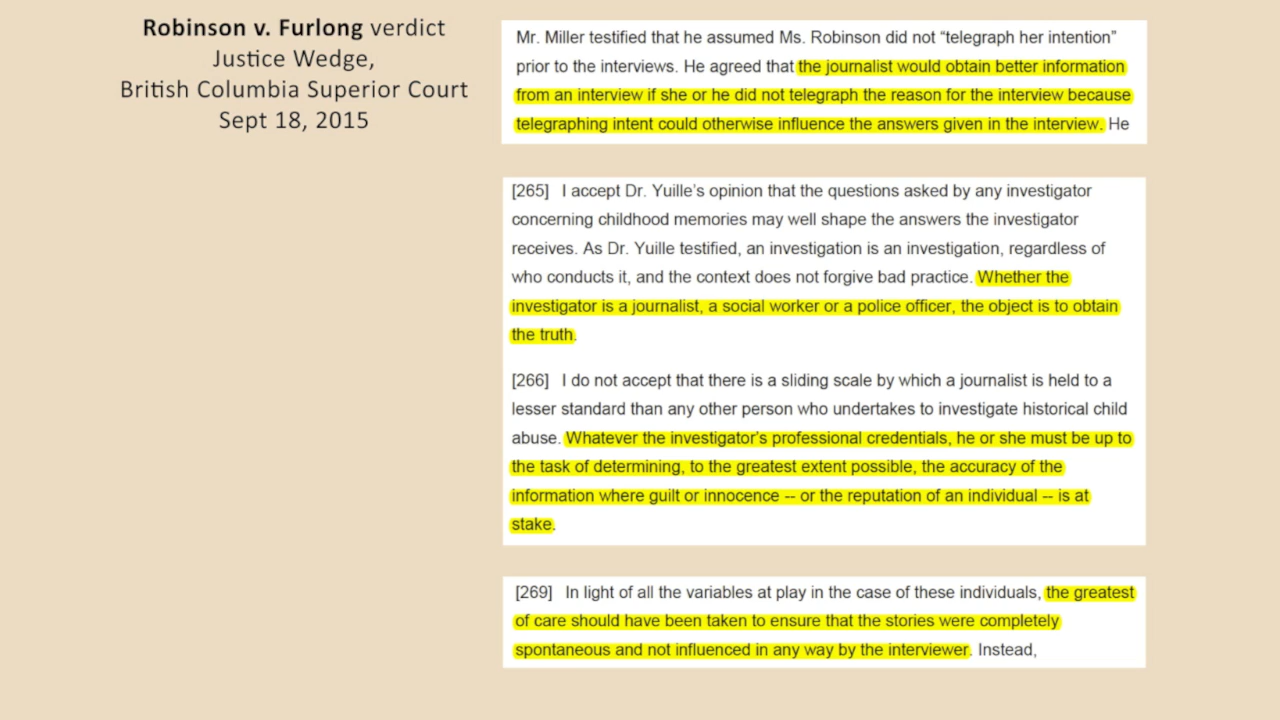 Robinson v. Furlong verdict
Justice Wedge,
British Columbia Superior Court
Sept 18, 2015
Mr. Miller testified that he assumed Ms. Robinson did not “telegraph her intention”
prior to the interviews. He agreed that the journalist would obtain better information
from an interview if she or he did not telegraph the reason for the interview because
telegraphing intent could otherwise influence the answers given in the interview. He
[265] I accept Dr. Yuille's opinion that the questions asked by any investigator
concerning childhood memories may well shape the answers the investigator
receives. As Dr. Yuille testified, an investigation is an investigation, regardless of
who conducts it, and the context does not forgive bad practice. Whether the
investigator is a journalist, a social worker or a police officer, the object is to obtain
the truth.
[266] I do not accept that there is a sliding scale by which a journalist is held to a
lesser standard than any other person who undertakes to investigate historical child
abuse. Whatever the investigator's professional credentials, he or she must be up to
the task of determining, to the greatest extent possible, the accuracy of the
information where guilt or innocence -- or the reputation of an individual -- is at
stake.
[269] In light of all the variables at play in the case of these individuals, the greatest
of care should have been taken to ensure that the stories were completely
spontaneous and not influenced in any way by the interviewer. Instead,